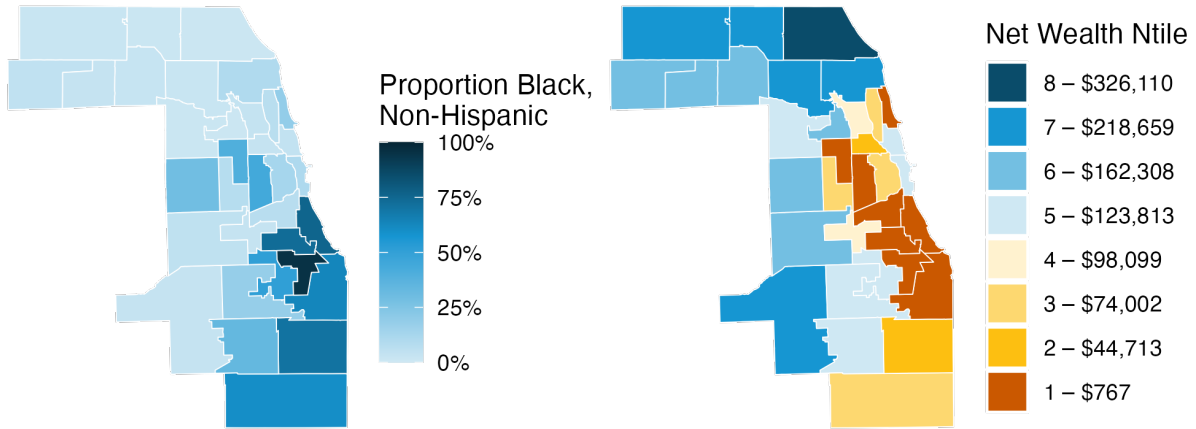 Proportion Black,
Non-Hispanic
100%
75%
50%
25%
0%
Net Wealth Ntile
8 – $326,110
7 – $218,659
6 – $162,308
5 – $123,813
4 – $98,099
3 – $74,002
2 – $44,713
1 – $767